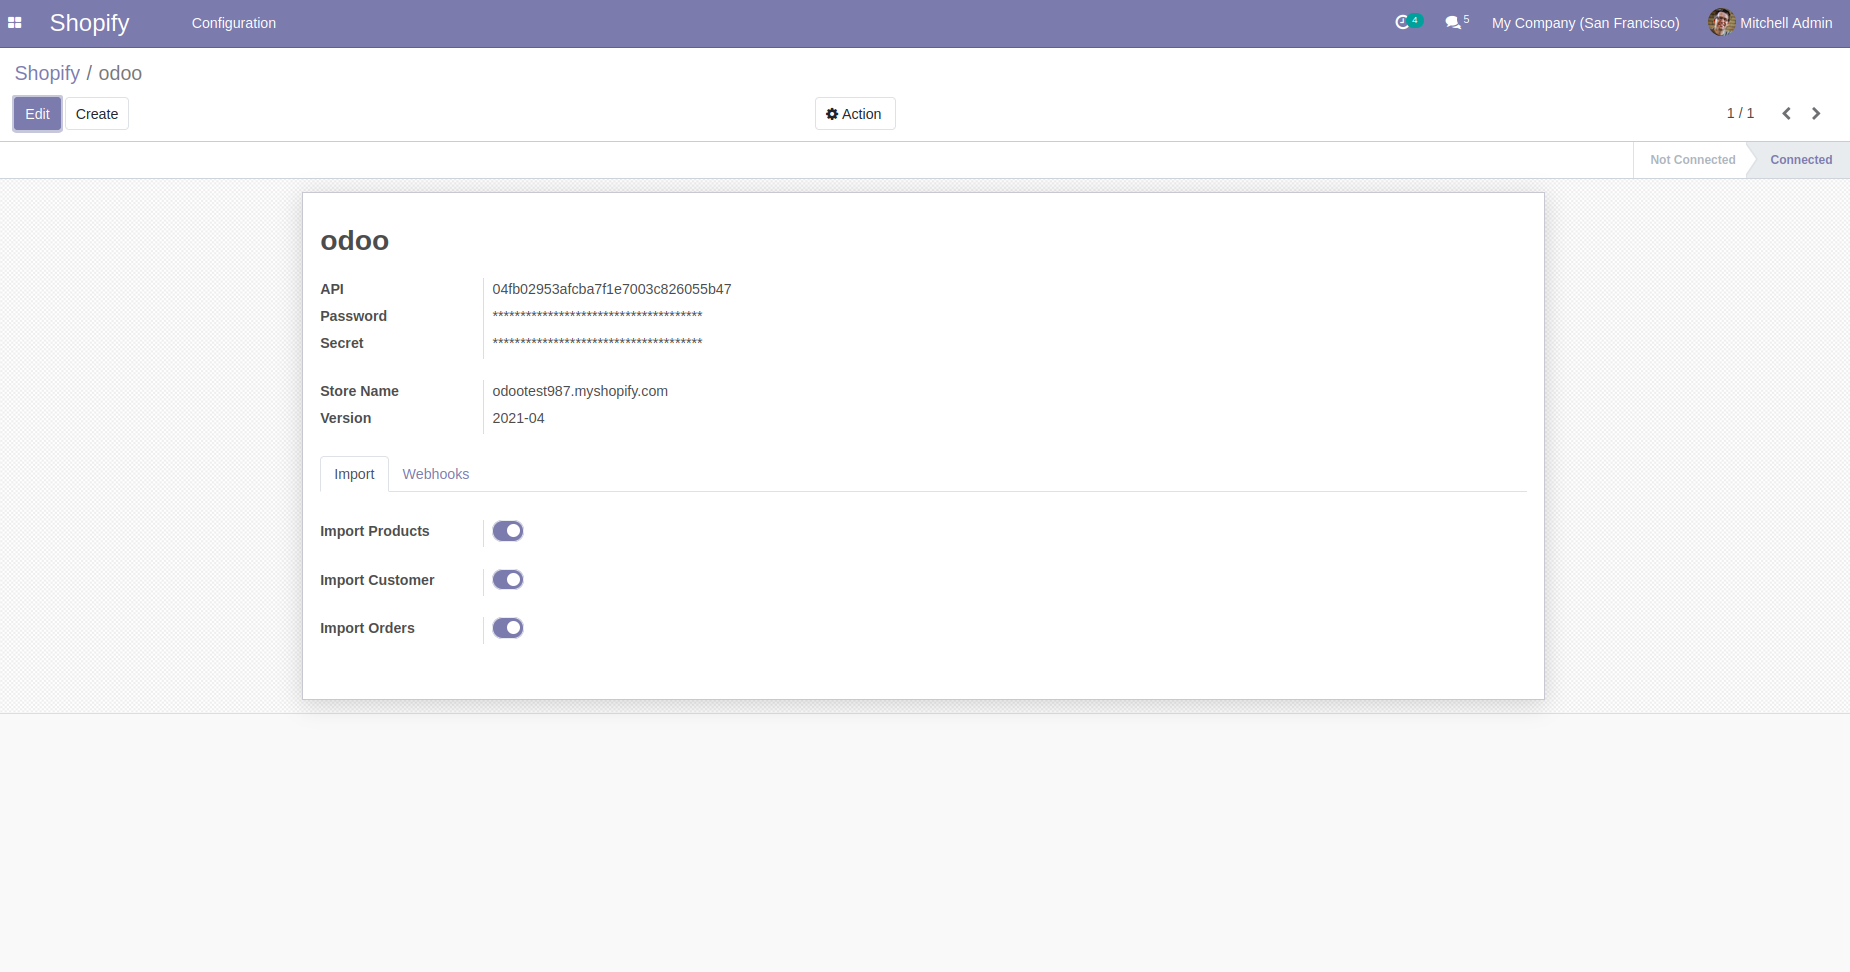 Shopify Configuration 4 5 My Company (San Francisco) Mitchell Admin
Shopify / odoo
Edit Create Action 1 / 1
Not Connected Connected
odoo
API 04fb02953afcba7f1e7003c826055b47
Password **************************************
Secret **************************************
Store Name odootest987.myshopify.com
Version 2021-04
Import Webhooks
Import Products
Import Customer
Import Orders